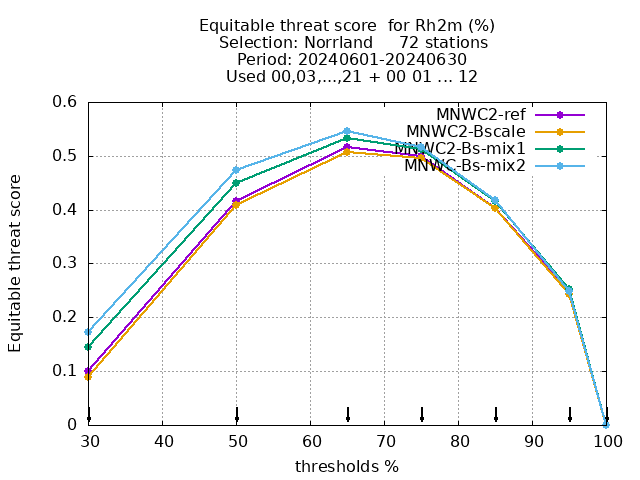 Equitable threat score  for Rh2m (%)
Selection: Norrland     72 stations
Period: 20240601-20240630
Used 00,03,...,21 + 00 01 ... 12
MNWC2-ref
MNWC2-Bscale
MNWC2-Bs-mix1
MNWC-Bs-mix2
Equitable threat score
0.6
0.5
0.4
0.3
0.2
0.1
0
30 40 50 60 70 80 90 100
thresholds %